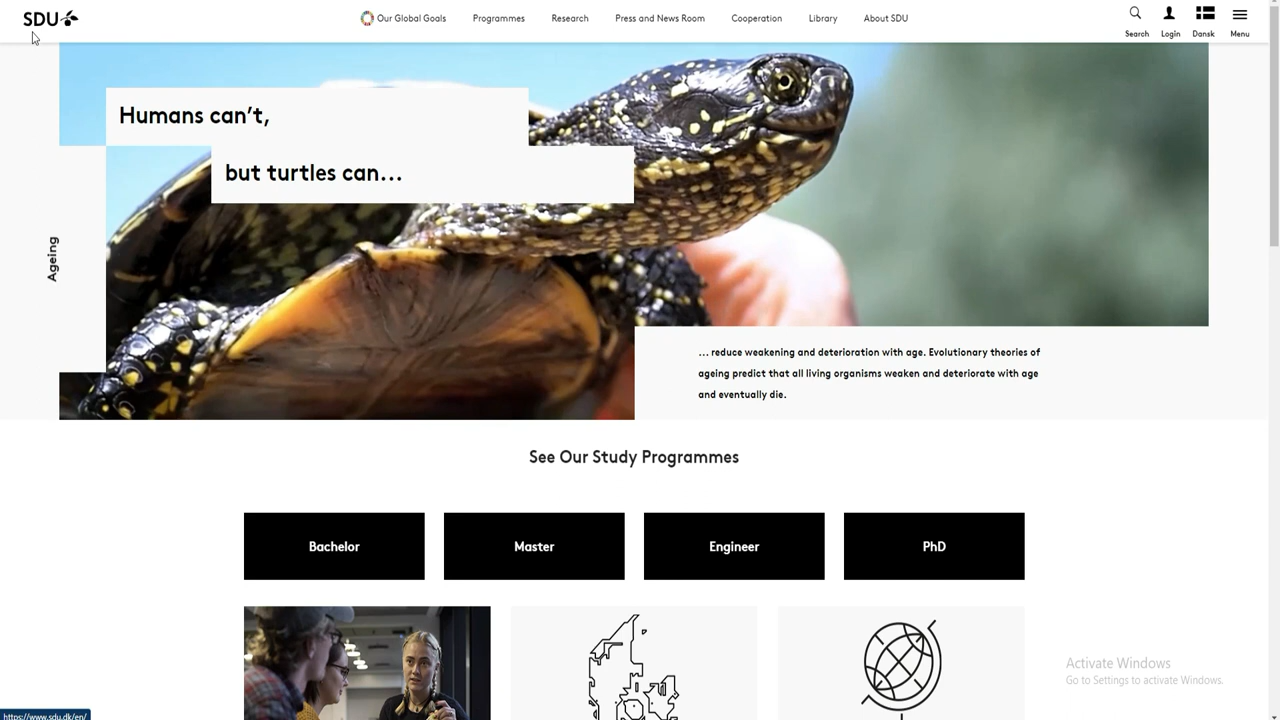 SDU
Our Global Goals
Programmes
Research
Press and News Room
Cooperation
Library
About SDU
Search
Login
Dansk
Menu
Humans can't,
but turtles can...
Ageing
... reduce weakening and deterioration with age. Evolutionary theories of
ageing predict that all living organisms weaken and deteriorate with age
and eventually die.
See Our Study Programmes
Bachelor
Master
Engineer
PhD
Activate Windows
Go to Settings to activate Windows.
https://www.sdu.dk/en/